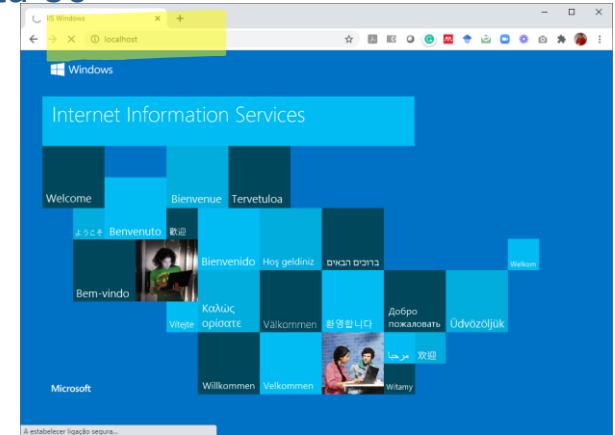 IIS Windows
localhost
Windows
Internet Information Services
Welcome
Bienvenue
Tervetuloa
ようこそ
Benvenuto
歡迎
Bienvenido
Hoş geldiniz
ברוכים הבאים
Welkom
Bem-vindo
Vítejte
Καλώς
ορίσατε
Välkommen
환영합니다
Добро
пожаловать
Üdvözöljük
مرحبا
欢迎
Microsoft
Willkommen
Velkommen
Witamy
A estabelecer ligação segura...